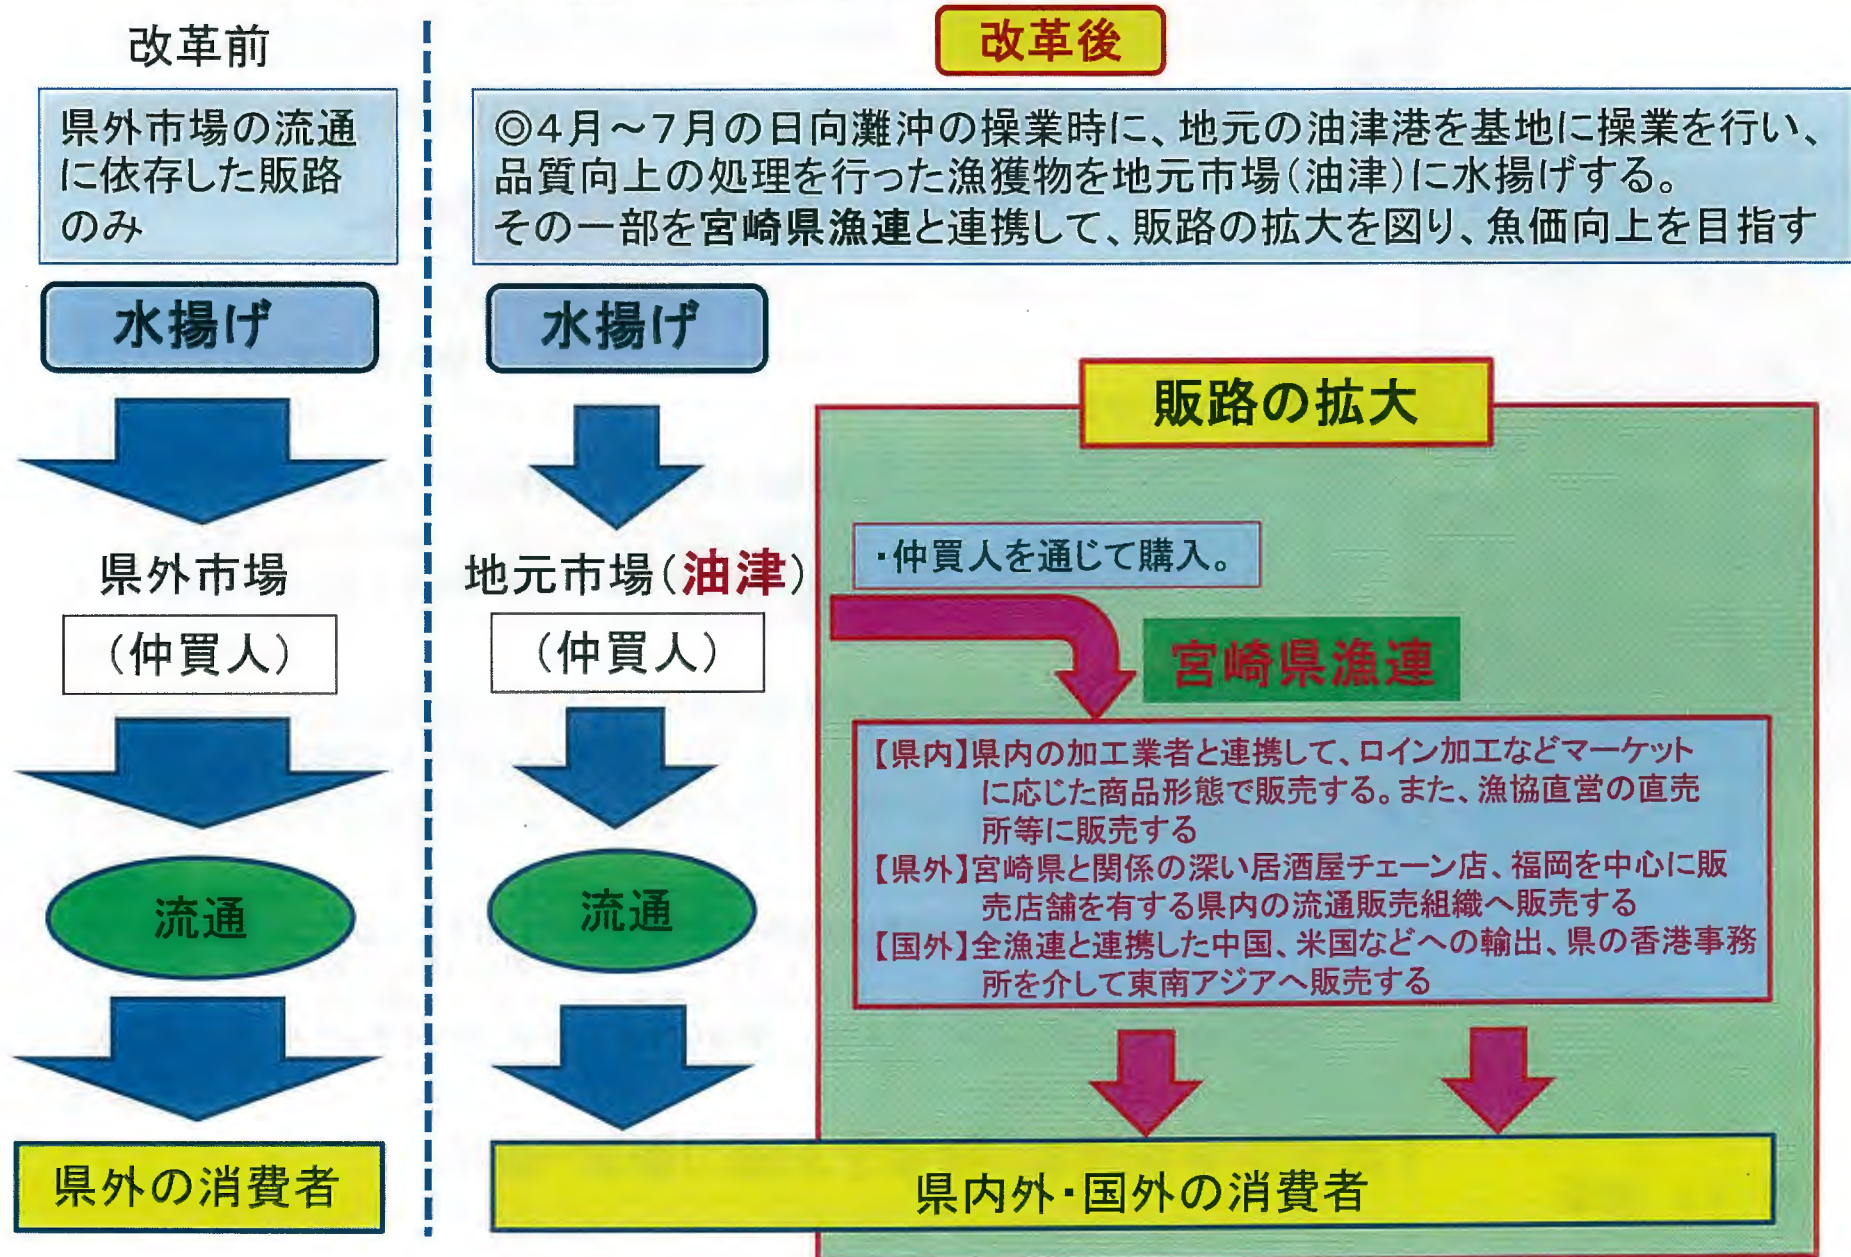 改革前
県外市場の流通
に依存した販路
のみ
水揚げ
県外市場
（仲買人）
流通
県外の消費者
改革後
◎4月～7月の日向灘沖の操業時に、地元の油津港を基地に操業を行い、
品質向上の処理を行った漁獲物を地元市場（油津）に水揚げする。
その一部を宮崎県漁連と連携して、販路の拡大を図り、魚価向上を目指す
水揚げ
地元市場（油津）
（仲買人）
流通
販路の拡大
・仲買人を通じて購入。
宮崎県漁連
【県内】県内の加工業者と連携して、ロイン加工などマーケット
に応じた商品形態で販売する。また、漁協直営の直売
所等に販売する
【県外】宮崎県と関係の深い居酒屋チェーン店、福岡を中心に販
売店舗を有する県内の流通販売組織へ販売する
【国外】全漁連と連携した中国、米国などへの輸出、県の香港事務
所を介して東南アジアへ販売する
県内外・国外の消費者